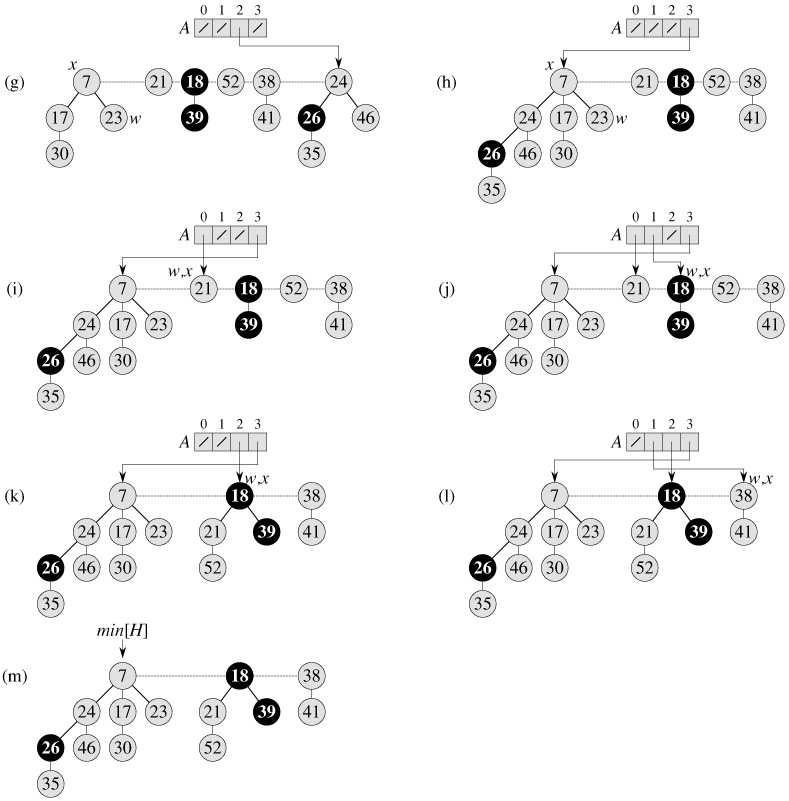 0 1 2 3
A
x
(g) 7 21 18 52 38 24
17 23 w 39 41 26 46
30 35
0 1 2 3
A
x
(h) 7 21 18 52 38
24 17 23 w 39 41
26 46 30
35
0 1 2 3
A
w,x
(i) 7 21 18 52 38
24 17 23 39 41
26 46 30
35
0 1 2 3
A
w,x
(j) 7 21 18 52 38
24 17 23 39 41
26 46 30
35
0 1 2 3
A
w,x
(k) 7 18 38
24 17 23 21 39 41
26 46 30 52
35
0 1 2 3
A
w,x
(l) 7 18 38
24 17 23 21 39 41
26 46 30 52
35
min[H]
(m) 7 18 38
24 17 23 21 39 41
26 46 30 52
35